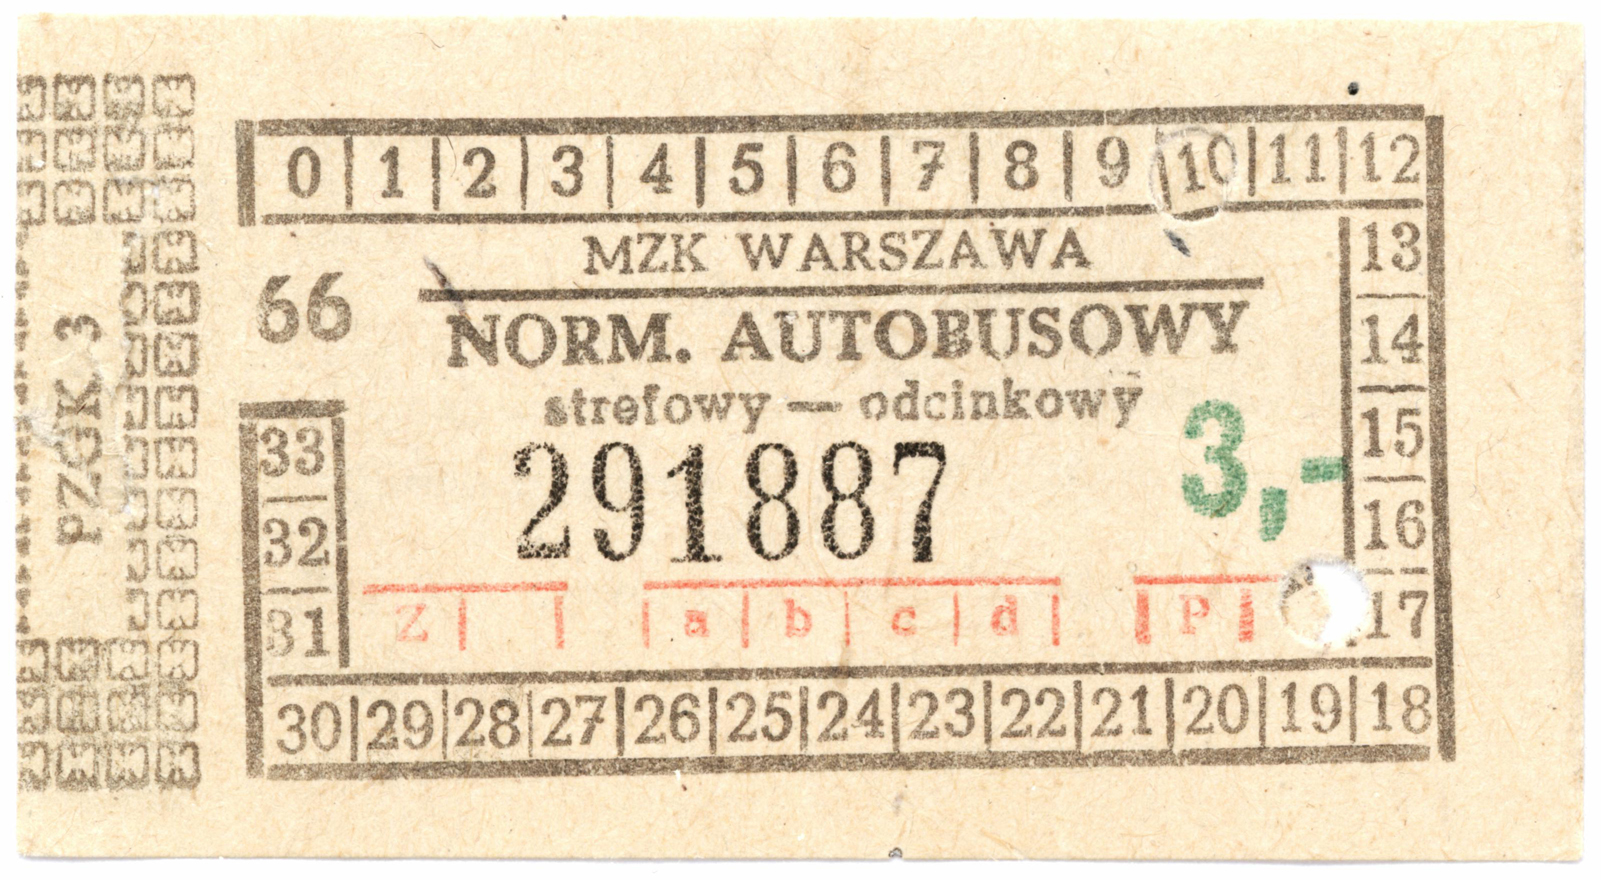 0 1 2 3 4 5 6 7 8 9 10 11 12
MZK WARSZAWA
13
66
NORM. AUTOBUSOWY
14
strefowy — odcinkowy
3,-
15
33
291887
16
32
Z a b c d P
17
31
30 29 28 27 26 25 24 23 22 21 20 19 18
PZGK 3